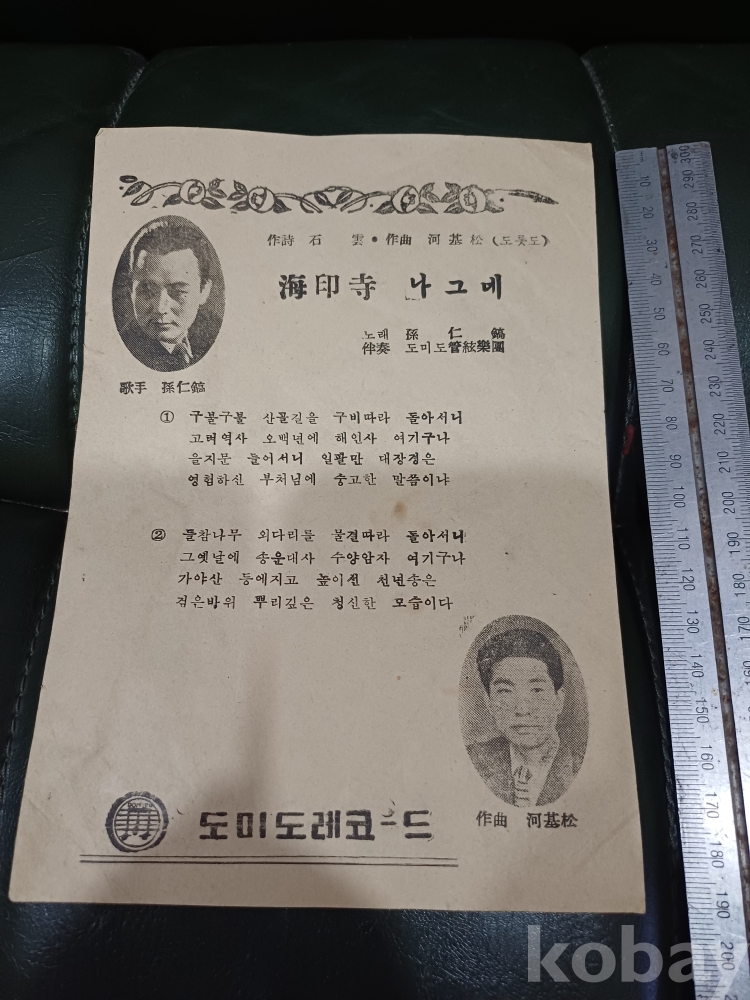 作詩 石 雲・作曲 河基松 (도롯도)
海印寺 나그네
노래 孫 仁 鎬
伴奏 도미도管絃樂團
歌手 孫仁鎬
① 구불구불 산꼴길을 구비따라 돌아서니
고려역사 오백년에 해인사 여기구나
을지문 들어서니 일팔만 대장경은
영험하신 부처님에 숭고한 말씀이냐
② 물참나무 외다리를 물결따라 돌아서니
그옛날에 송운대사 수양암자 여기구나
가야산 등에지고 높이선 천년송은
검은바위 뿌리깊은 청신한 모습이다
作曲 河基松
도미도레코-드
kobay